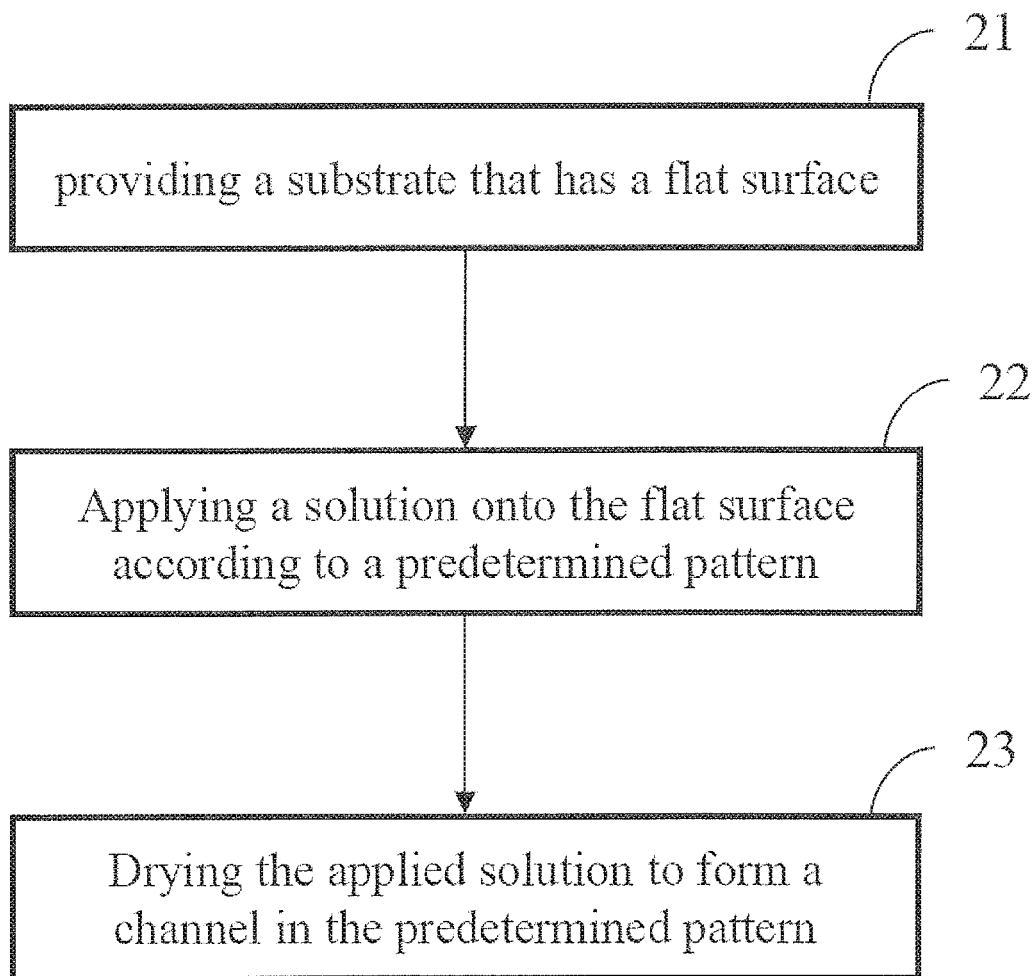 21
providing a substrate that has a flat surface
22
Applying a solution onto the flat surface
according to a predetermined pattern
23
Drying the applied solution to form a
channel in the predetermined pattern